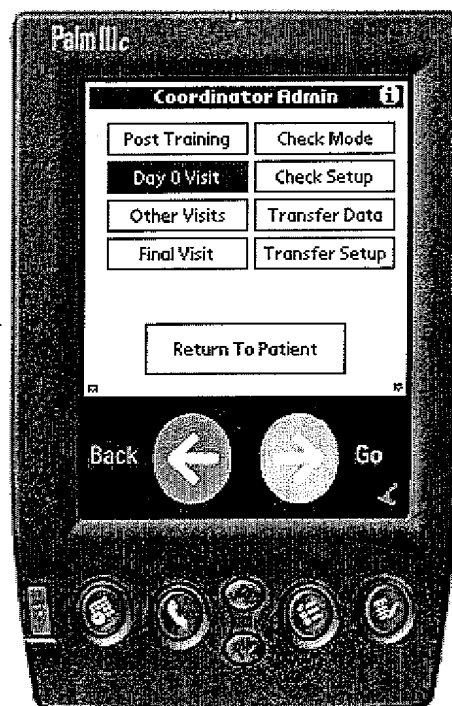 Palm IIIc
Coordinator Admin i
Post Training Check Mode
Day 0 Visit Check Setup
Other Visits Transfer Data
Final Visit Transfer Setup
Return To Patient
Back Go